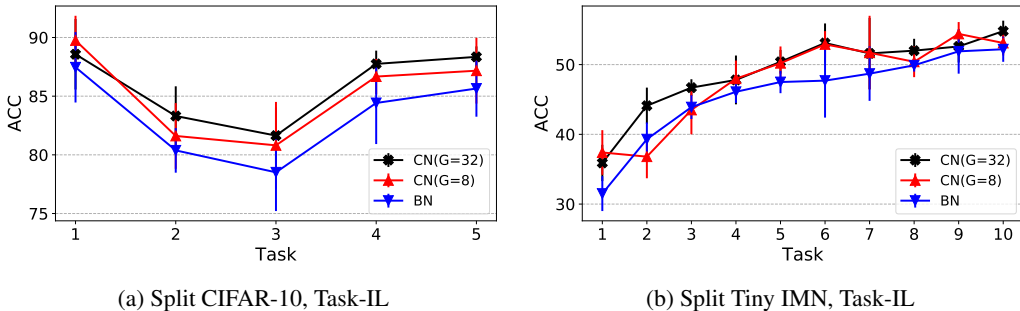 90
85
80
75
ACC
1 2 3 4 5
Task
CN(G=32)
CN(G=8)
BN
(a) Split CIFAR-10, Task-IL
50
40
30
ACC
1 2 3 4 5 6 7 8 9 10
Task
CN(G=32)
CN(G=8)
BN
(b) Split Tiny IMN, Task-IL